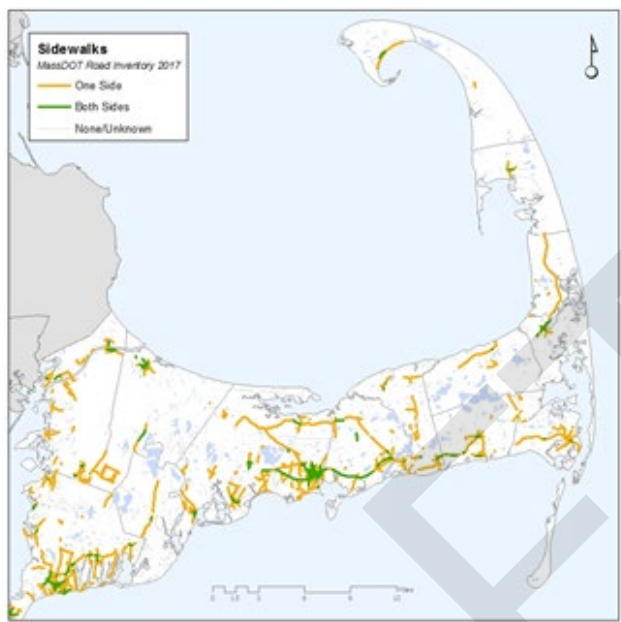 Sidewalks
MassDOT Road Inventory 2017
One Side
Both Sides
None/Unknown